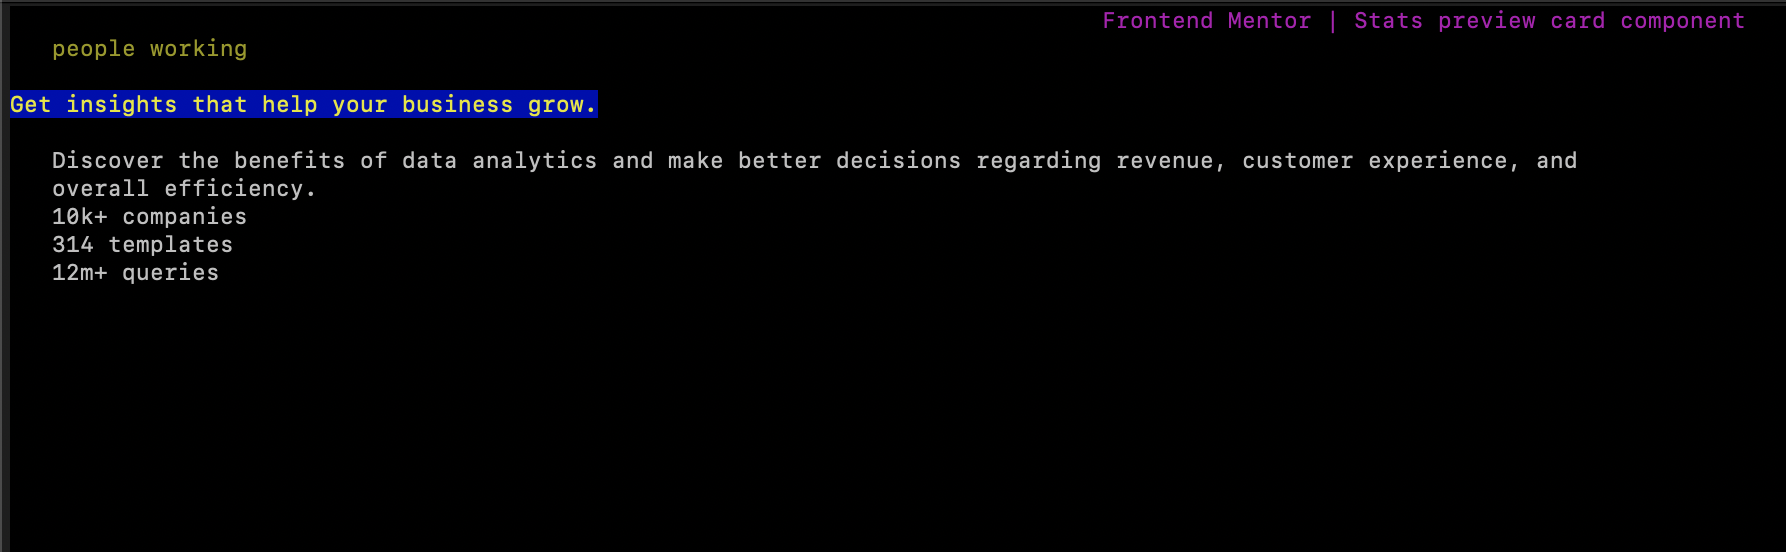 Frontend Mentor | Stats preview card component
people working
Get insights that help your business grow.
Discover the benefits of data analytics and make better decisions regarding revenue, customer experience, and
overall efficiency.
10k+ companies
314 templates
12m+ queries